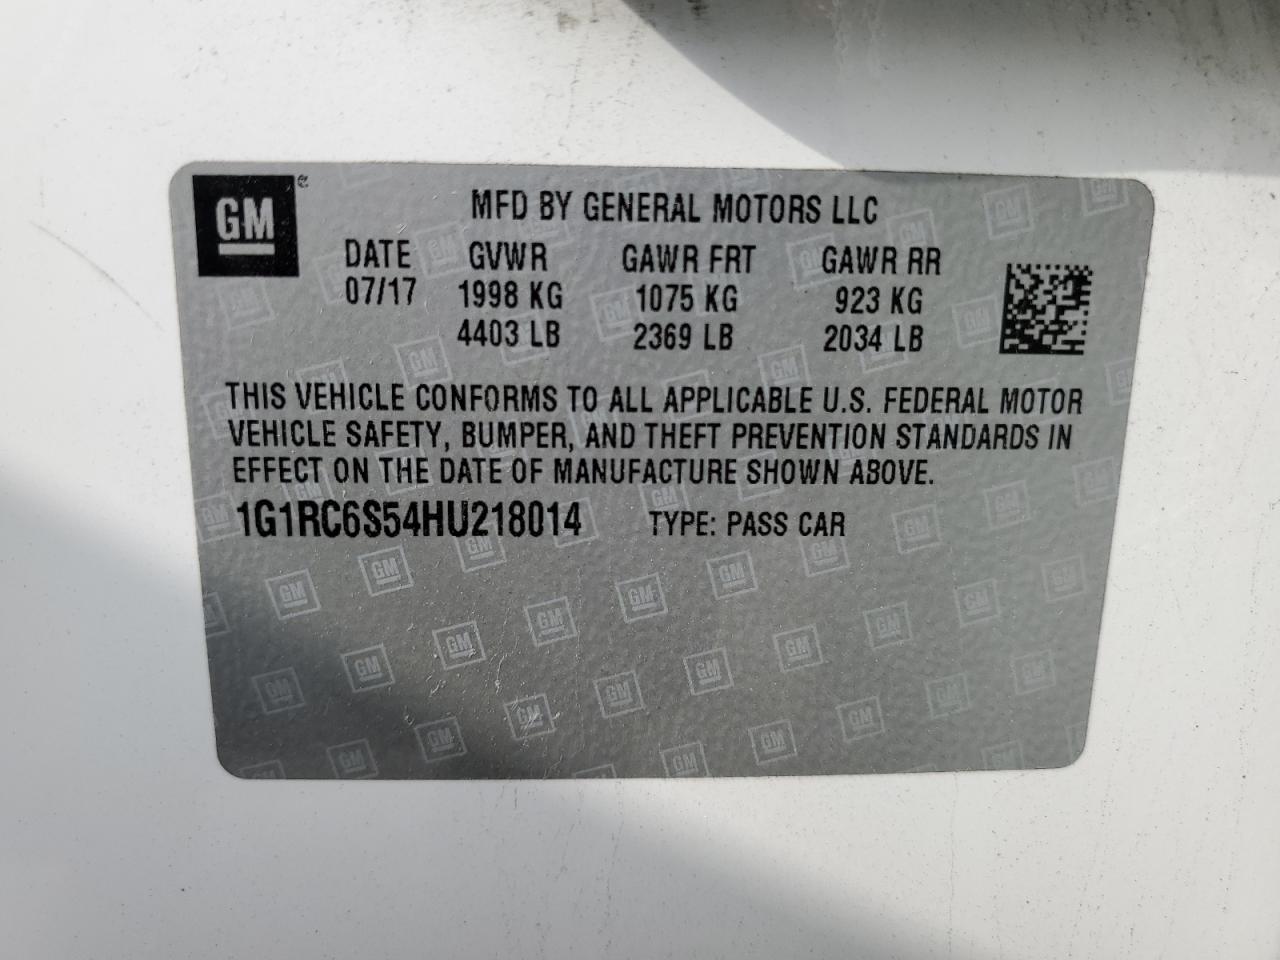 GM
MFD BY GENERAL MOTORS LLC
DATE GVWR GAWR FRT GAWR RR
07/17 1998 KG 1075 KG 923 KG
4403 LB 2369 LB 2034 LB
THIS VEHICLE CONFORMS TO ALL APPLICABLE U.S. FEDERAL MOTOR
VEHICLE SAFETY, BUMPER, AND THEFT PREVENTION STANDARDS IN
EFFECT ON THE DATE OF MANUFACTURE SHOWN ABOVE.
1G1RC6S54HU218014 TYPE: PASS CAR